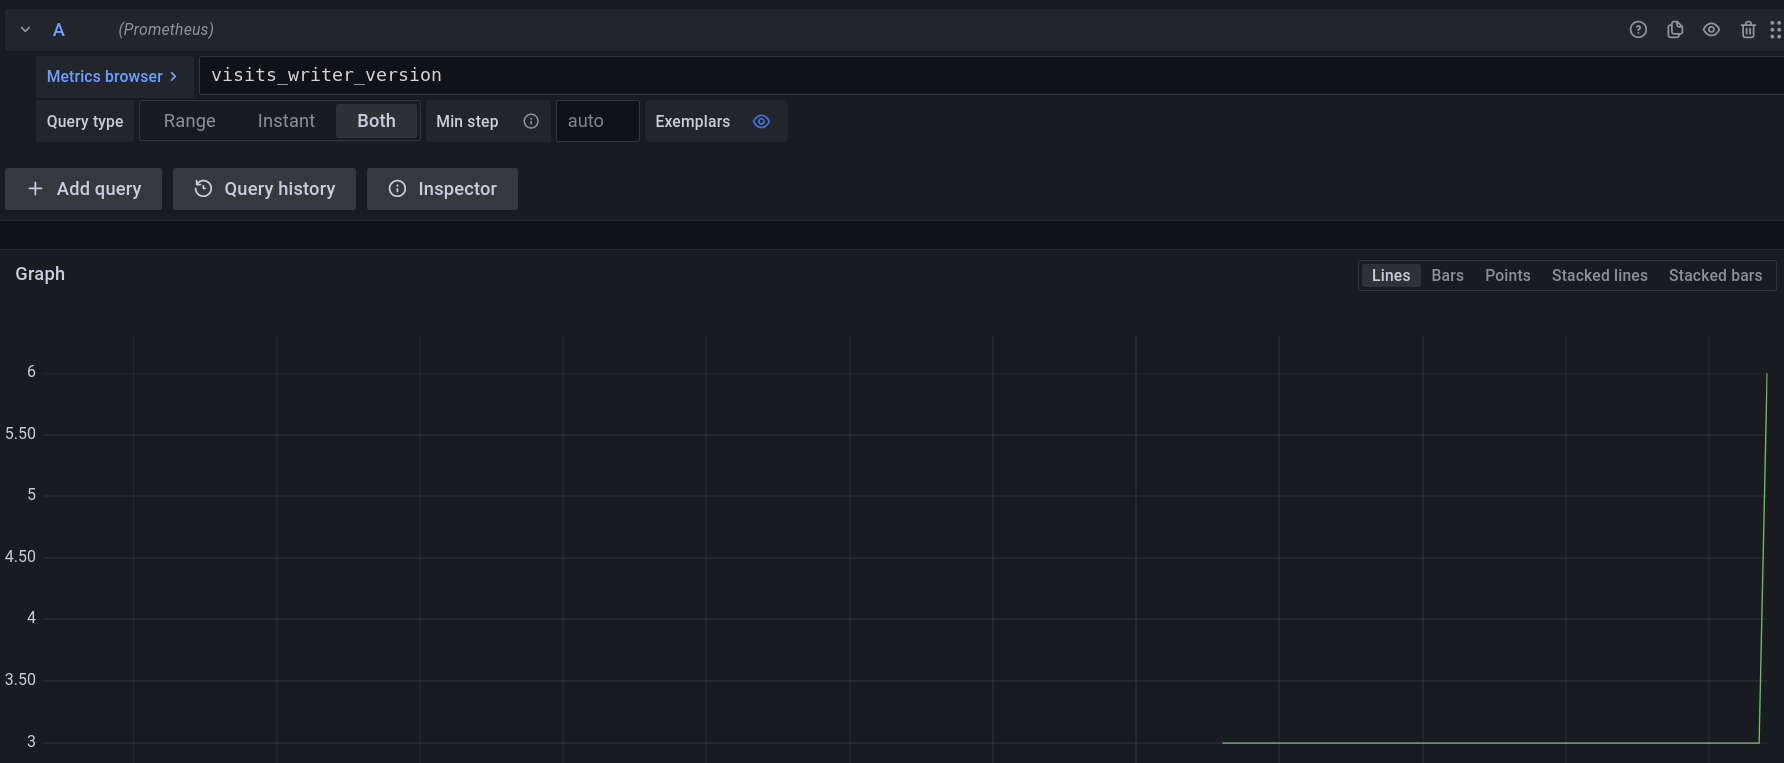 A (Prometheus)
Metrics browser > visits_writer_version
Query type Range Instant Both Min step auto Exemplars
+ Add query Query history Inspector
Graph Lines Bars Points Stacked lines Stacked bars
6
5.50
5
4.50
4
3.50
3